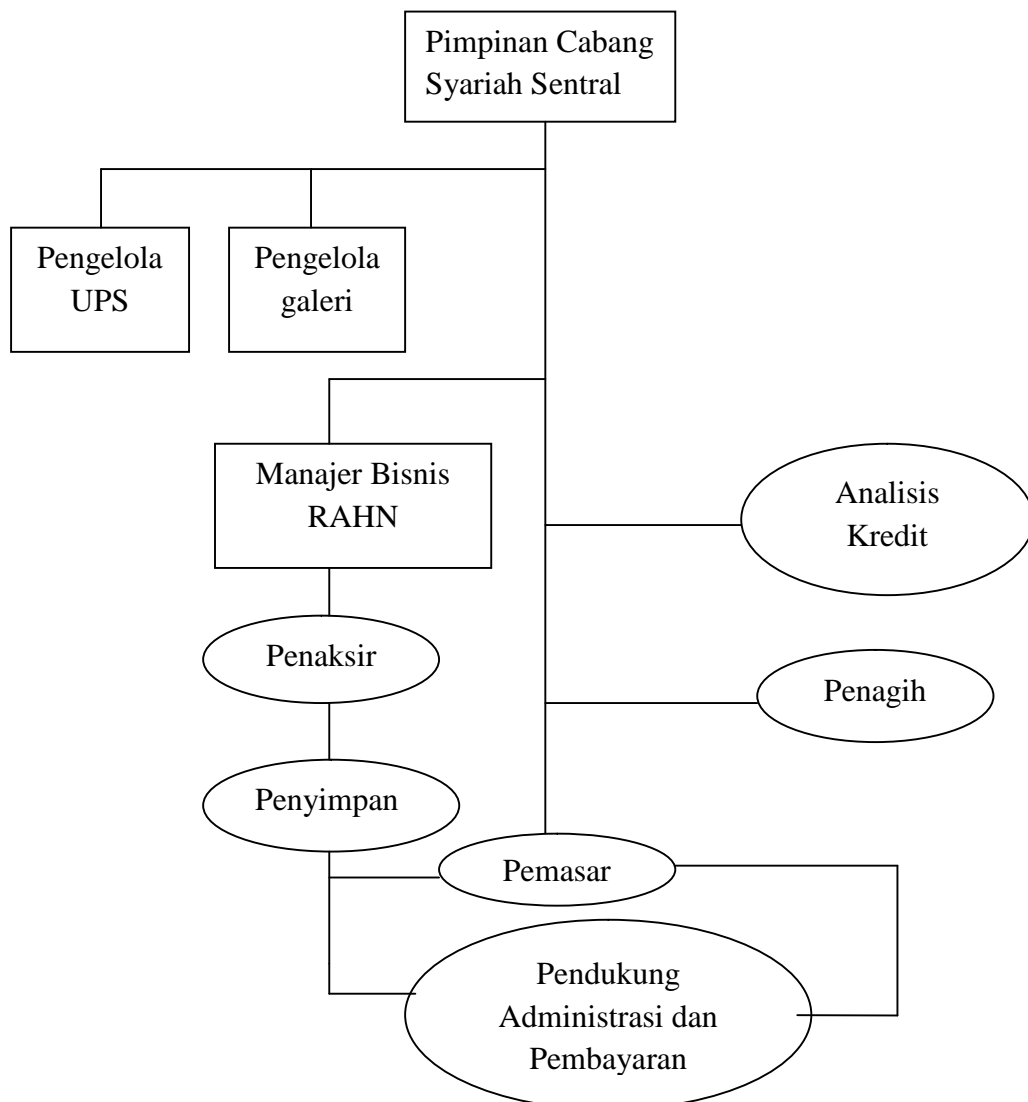 Pimpinan Cabang
Syariah Sentral
Pengelola
UPS
Pengelola
galeri
Manajer Bisnis
RAHN
Analisis
Kredit
Penaksir
Penagih
Penyimpan
Pemasar
Pendukung
Administrasi dan
Pembayaran